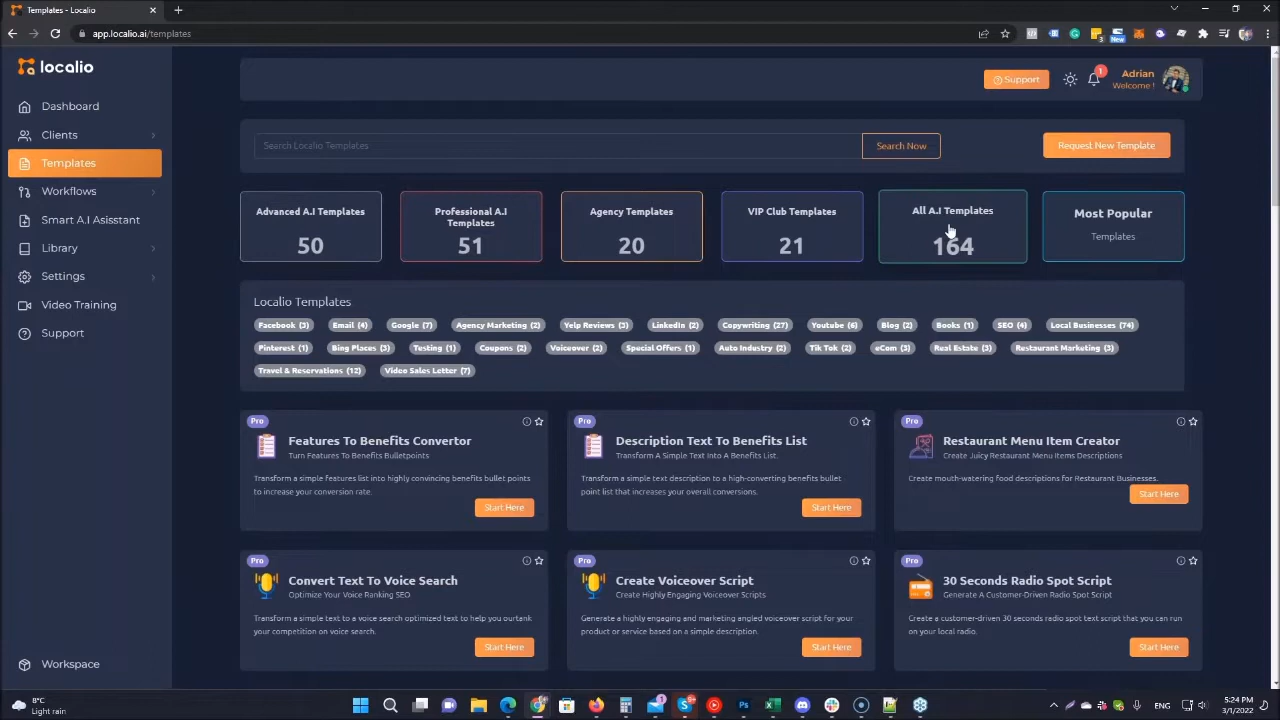 Templates - Localio
app.localio.ai/templates
New
localio
Support
1
Adrian
Welcome !
Dashboard
Clients
Templates
Workflows
Smart A.I Asisstant
Library
Settings
Video Training
Support
Workspace
Search Localio Templates
Search Now
Request New Template
Advanced A.I Templates
50
Professional A.I
Templates
51
Agency Templates
20
VIP Club Templates
21
All A.I Templates
164
Most Popular
Templates
Localio Templates
Facebook (3) Email (4) Google (7) Agency Marketing (2) Yelp Reviews (3) LinkedIn (2) Copywriting (27) Youtube (6) Blog (2) Books (1) SEO (4) Local Businesses (74)
Pinterest (1) Bing Places (3) Testing (1) Coupons (2) Voiceover (2) Special Offers (1) Auto Industry (2) Tik Tok (2) eCom (3) Real Estate (3) Restaurant Marketing (3)
Travel & Reservations (12) Video Sales Letter (7)
Pro
Features To Benefits Convertor
Turn Features To Benefits Bulletpoints
Transform a simple features list into highly convincing benefits bullet points
to increase your conversion rate.
Start Here
Pro
Description Text To Benefits List
Transform A Simple Text Into A Benefits List.
Transform a simple text description to a high-converting benefits bullet
point list that increases your overall conversions.
Start Here
Pro
Restaurant Menu Item Creator
Create Juicy Restaurant Menu Items Descriptions
Create mouth-watering food descriptions for Restaurant Businesses.
Start Here
Pro
Convert Text To Voice Search
Optimize Your Voice Ranking SEO
Transform a simple text to a voice search optimized text to help you ourtank
your competition on voice search.
Start Here
Pro
Create Voiceover Script
Create Highly Engaging Voiceover Scripts
Generate a highly engaging and marketing angled voiceover script for your
product or service based on a simple description.
Start Here
Pro
30 Seconds Radio Spot Script
Generate A Customer-Driven Radio Spot Script
Create a customer-driven 30 seconds radio spot text script that you can run
on your local radio.
Start Here
8°C
Light rain
ENG
5:24 PM
3/1/2022